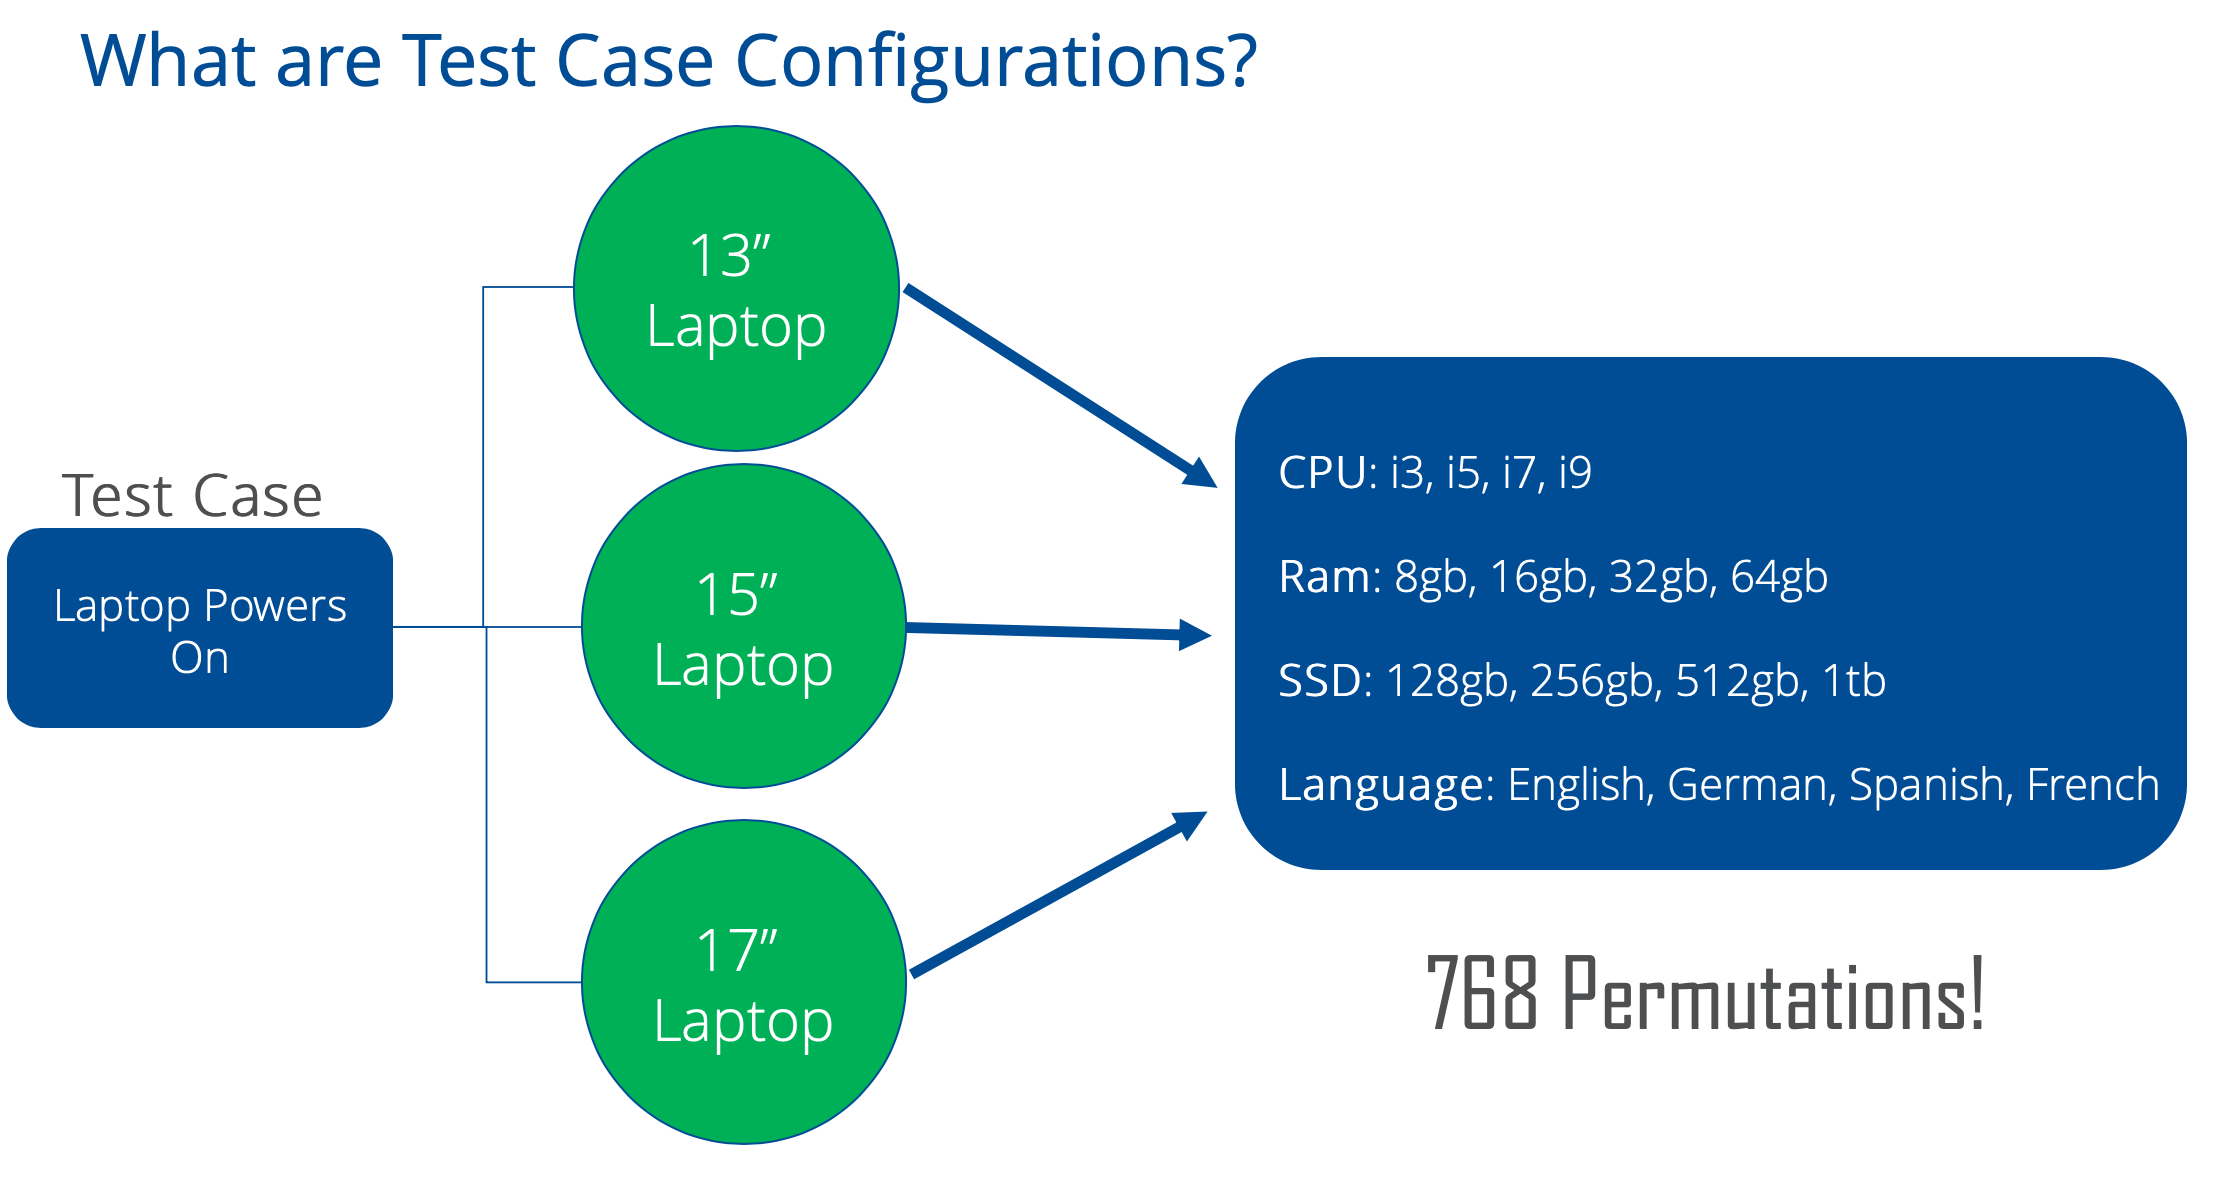 What are Test Case Configurations?
Test Case
Laptop Powers
On
13”
Laptop
15”
Laptop
17”
Laptop
CPU: i3, i5, i7, i9
Ram: 8gb, 16gb, 32gb, 64gb
SSD: 128gb, 256gb, 512gb, 1tb
Language: English, German, Spanish, French
768 Permutations!